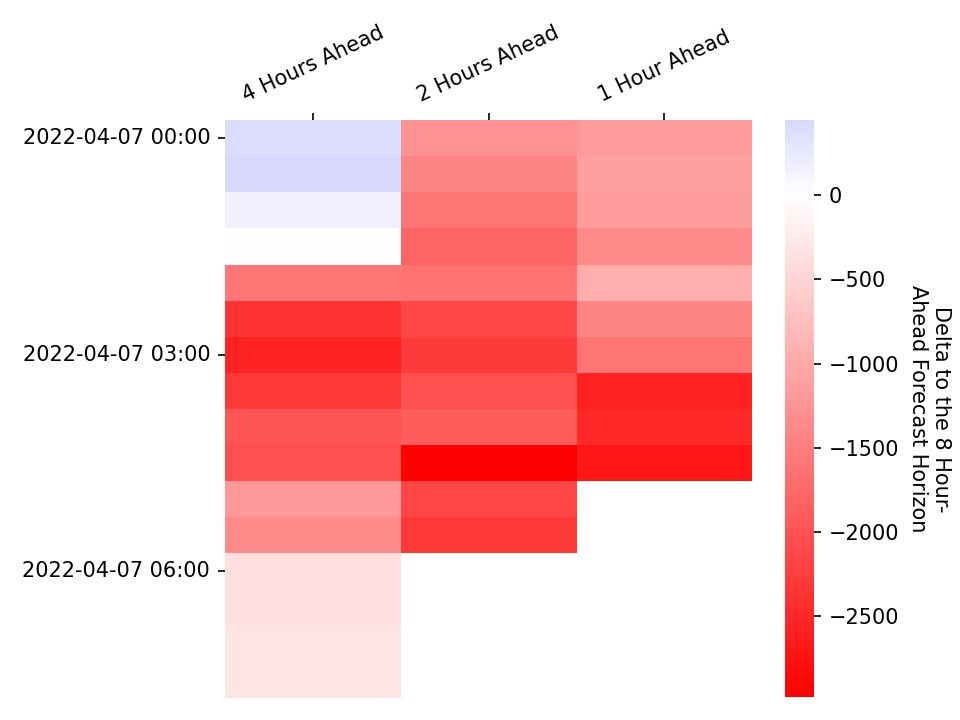 4 Hours Ahead
2 Hours Ahead
1 Hour Ahead
2022-04-07 00:00
2022-04-07 03:00
2022-04-07 06:00
0
−500
−1000
−1500
−2000
−2500
Delta to the 8 Hour-
Ahead Forecast Horizon